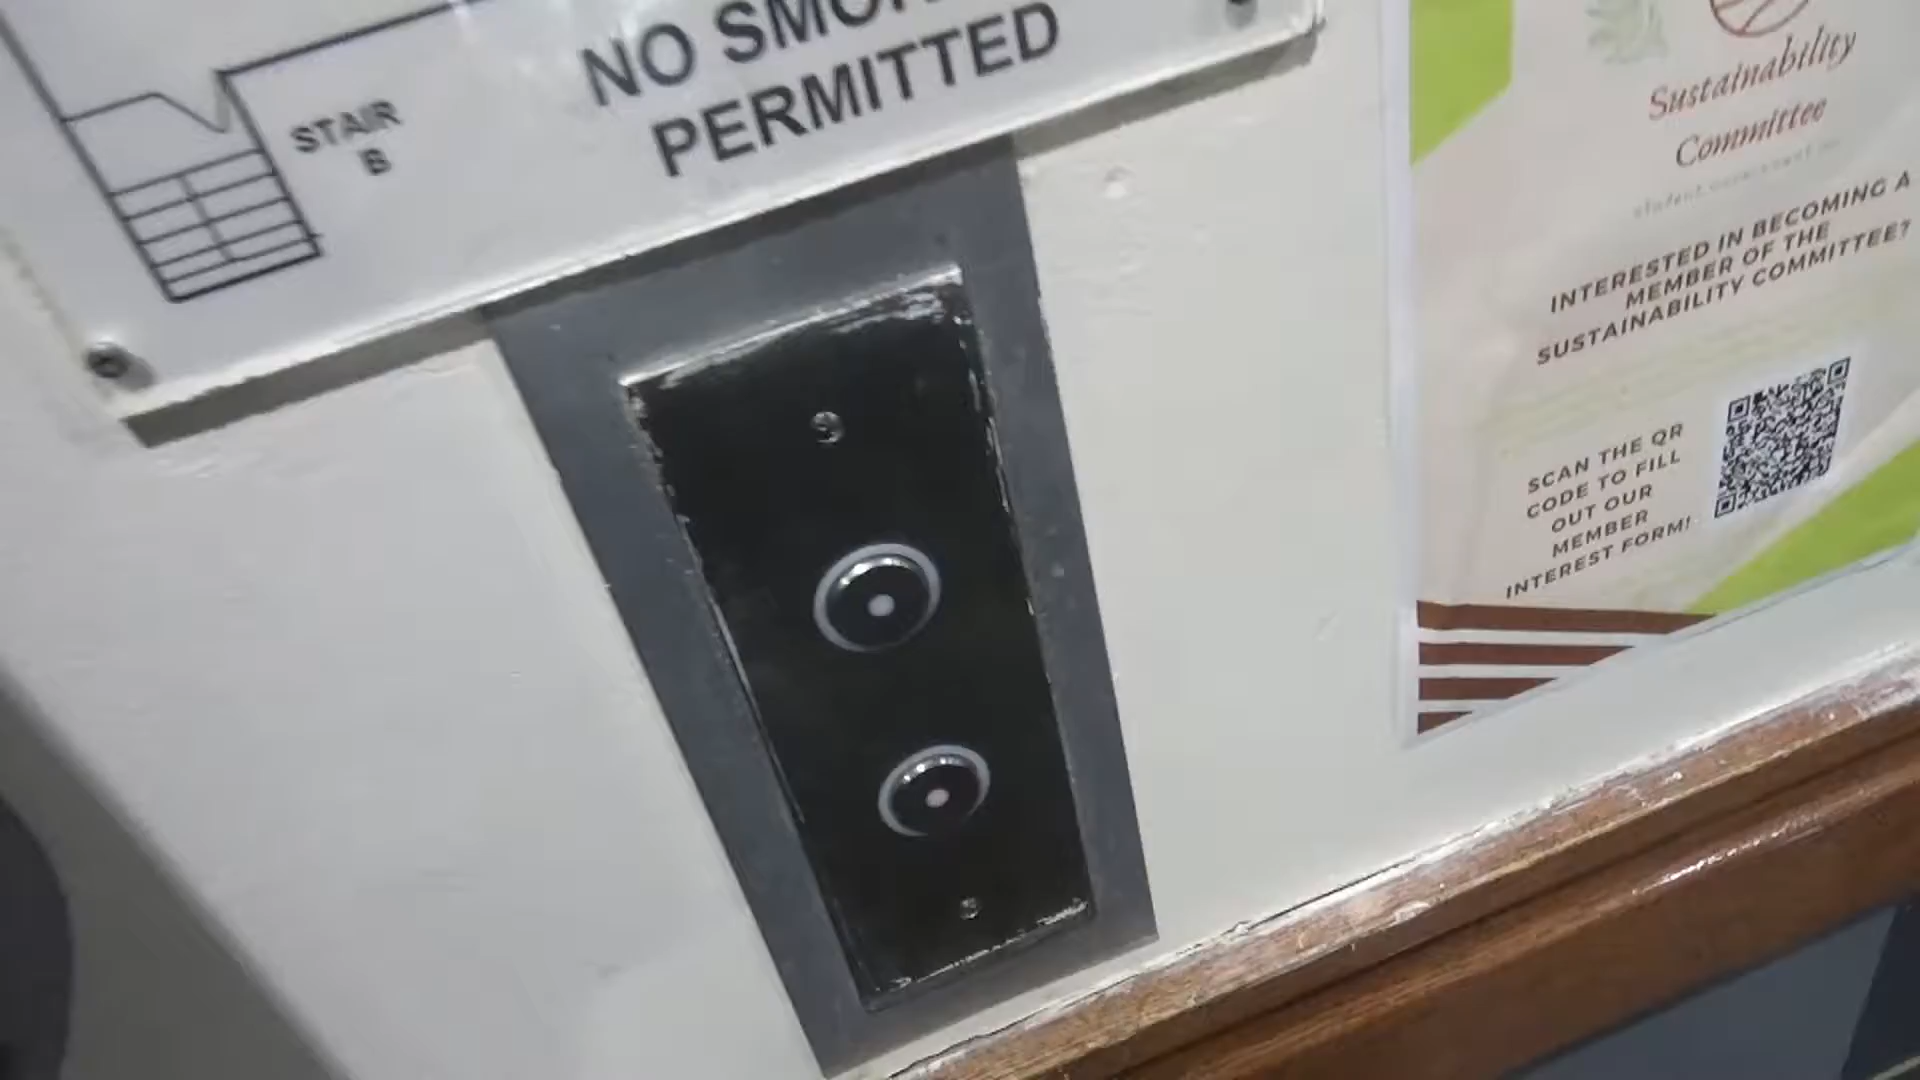 STAIR
B
NO SMO
PERMITTED
Sustainability
Committee
INTERESTED IN BECOMING A
MEMBER OF THE
SUSTAINABILITY COMMITTEE?
SCAN THE QR
CODE TO FILL
OUT OUR
MEMBER
INTEREST FORM!